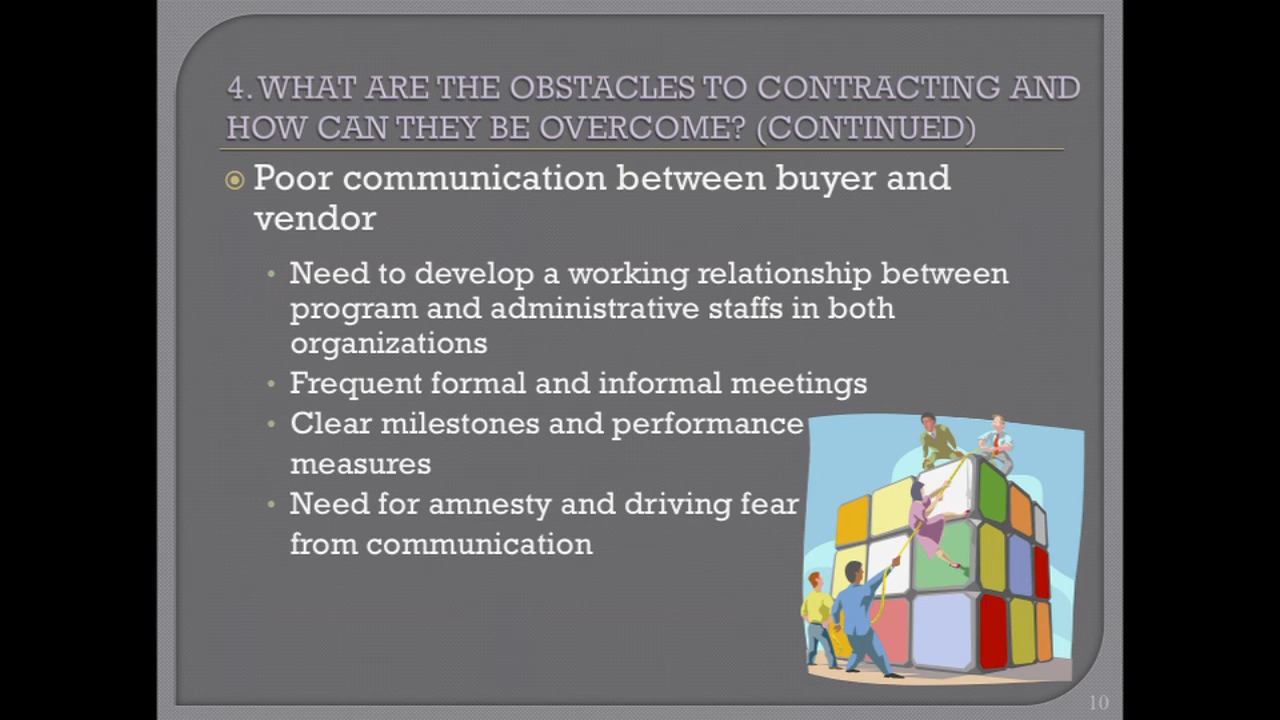 4. WHAT ARE THE OBSTACLES TO CONTRACTING AND
HOW CAN THEY BE OVERCOME? (CONTINUED)
Poor communication between buyer and
vendor
• Need to develop a working relationship between
program and administrative staffs in both
organizations
• Frequent formal and informal meetings
• Clear milestones and performance
measures
• Need for amnesty and driving fear
from communication
10